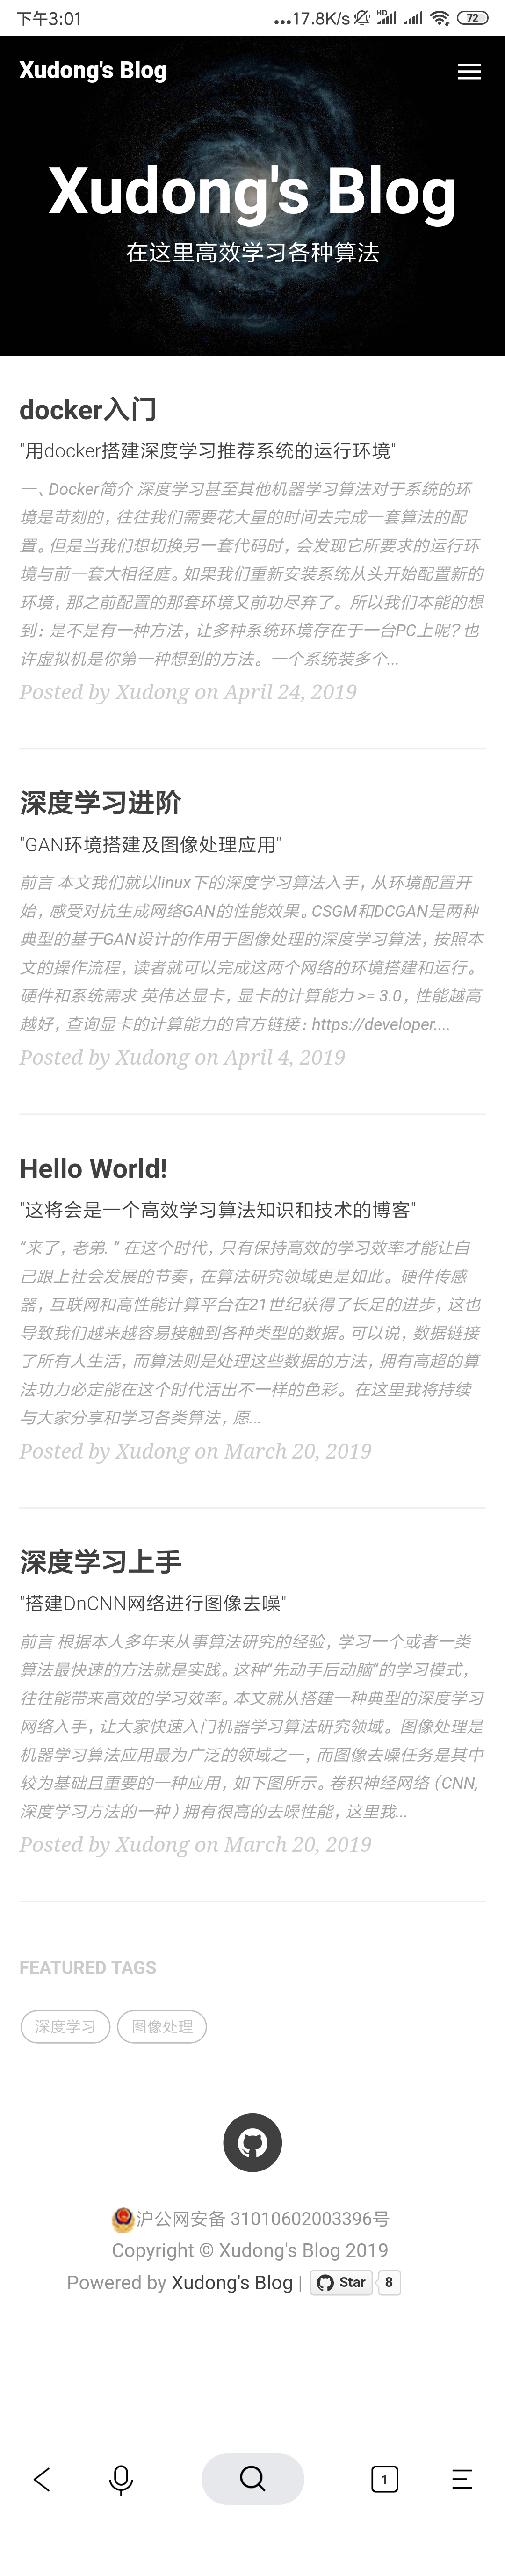 下午3:01
...17.8K/s
HD
72
Xudong's Blog
Xudong's Blog
在这里高效学习各种算法
docker入门
"用docker搭建深度学习推荐系统的运行环境"
一、Docker简介 深度学习甚至其他机器学习算法对于系统的环
境是苛刻的，往往我们需要花大量的时间去完成一套算法的配
置。但是当我们想切换另一套代码时，会发现它所要求的运行环
境与前一套大相径庭。如果我们重新安装系统从头开始配置新的
环境，那之前配置的那套环境又前功尽弃了。所以我们本能的想
到：是不是有一种方法，让多种系统环境存在于一台PC上呢？也
许虚拟机是你第一种想到的方法。一个系统装多个...
Posted by Xudong on April 24, 2019
深度学习进阶
"GAN环境搭建及图像处理应用"
前言 本文我们就以linux下的深度学习算法入手，从环境配置开
始，感受对抗生成网络GAN的性能效果。CSGM和DCGAN是两种
典型的基于GAN设计的作用于图像处理的深度学习算法，按照本
文的操作流程，读者就可以完成这两个网络的环境搭建和运行。
硬件和系统需求 英伟达显卡，显卡的计算能力 >= 3.0，性能越高
越好，查询显卡的计算能力的官方链接：https://developer....
Posted by Xudong on April 4, 2019
Hello World!
"这将会是一个高效学习算法知识和技术的博客"
“来了，老弟. ” 在这个时代，只有保持高效的学习效率才能让自
己跟上社会发展的节奏，在算法研究领域更是如此。硬件传感
器，互联网和高性能计算平台在21世纪获得了长足的进步，这也
导致我们越来越容易接触到各种类型的数据。可以说，数据链接
了所有人生活，而算法则是处理这些数据的方法，拥有高超的算
法功力必定能在这个时代活出不一样的色彩。在这里我将持续
与大家分享和学习各类算法，愿...
Posted by Xudong on March 20, 2019
深度学习上手
"搭建DnCNN网络进行图像去噪"
前言 根据本人多年来从事算法研究的经验，学习一个或者一类
算法最快速的方法就是实践。这种“先动手后动脑”的学习模式，
往往能带来高效的学习效率。本文就从搭建一种典型的深度学习
网络入手，让大家快速入门机器学习算法研究领域。图像处理是
机器学习算法应用最为广泛的领域之一，而图像去噪任务是其中
较为基础且重要的一种应用，如下图所示。卷积神经网络（CNN,
深度学习方法的一种）拥有很高的去噪性能，这里我...
Posted by Xudong on March 20, 2019
FEATURED TAGS
深度学习 图像处理
沪公网安备 31010602003396号
Copyright © Xudong's Blog 2019
Powered by Xudong's Blog | Star 8
1